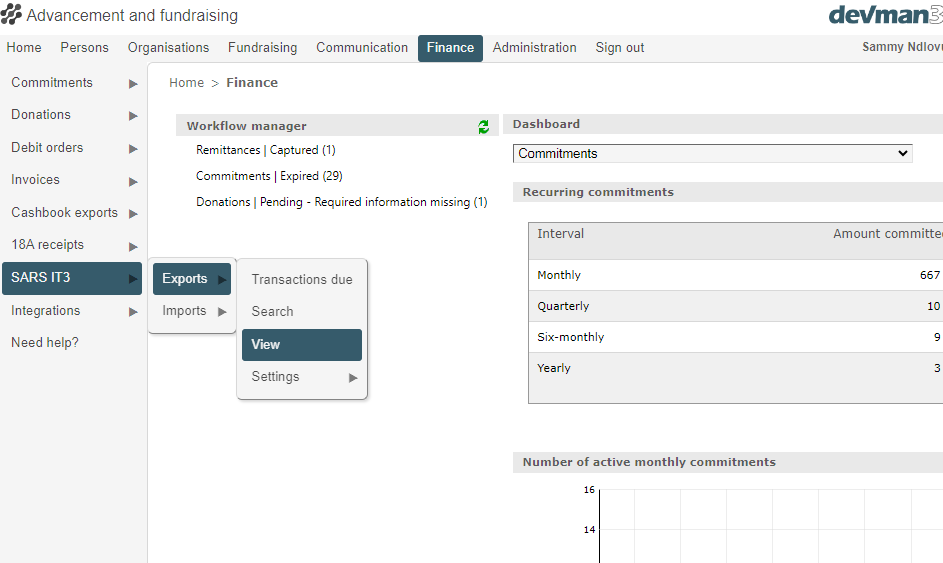 Advancement and fundraising
devman3
Home Persons Organisations Fundraising Communication Finance Administration Sign out
Sammy Ndlovu
Commitments
Donations
Debit orders
Invoices
Cashbook exports
18A receipts
SARS IT3
Integrations
Need help?
Exports
Imports
Transactions due
Search
View
Settings
Home > Finance
Workflow manager
Remittances | Captured (1)
Commitments | Expired (29)
Donations | Pending - Required information missing (1)
Dashboard
Commitments
Recurring commitments
Interval Amount committe
Monthly 667
Quarterly 10
Six-monthly 9
Yearly 3
Number of active monthly commitments
16
14